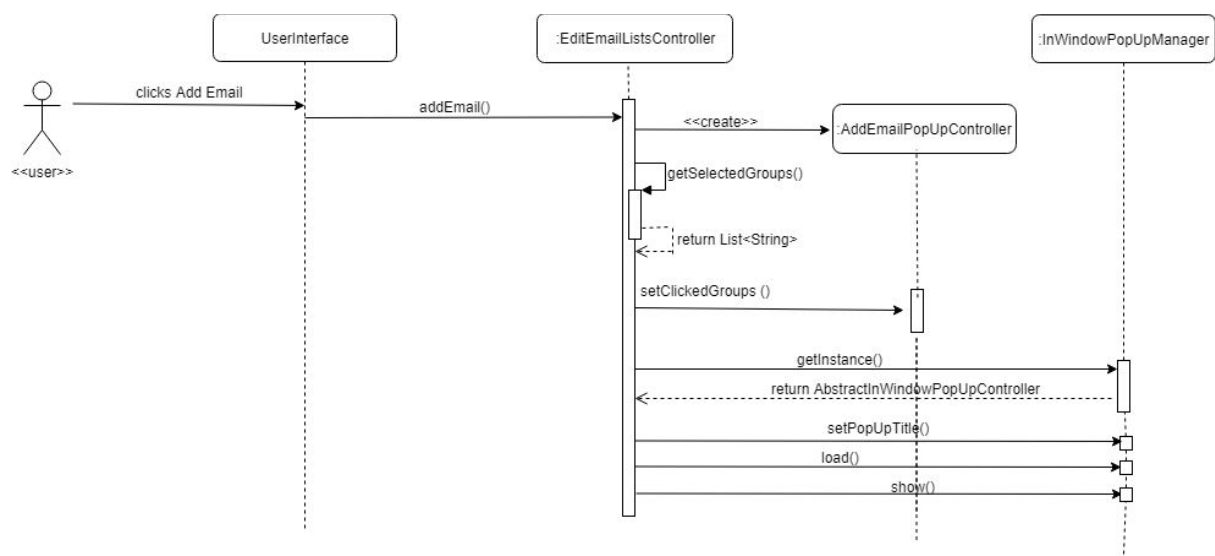 UserInterface
:EditEmailListsController
:InWindowPopUpManager
clicks Add Email
addEmail()
<<create>>
:AddEmailPopUpController
<<user>>
getSelectedGroups()
return List<String>
setClickedGroups ()
getInstance()
return AbstractInWindowPopUpController
setPopUpTitle()
load()
show()